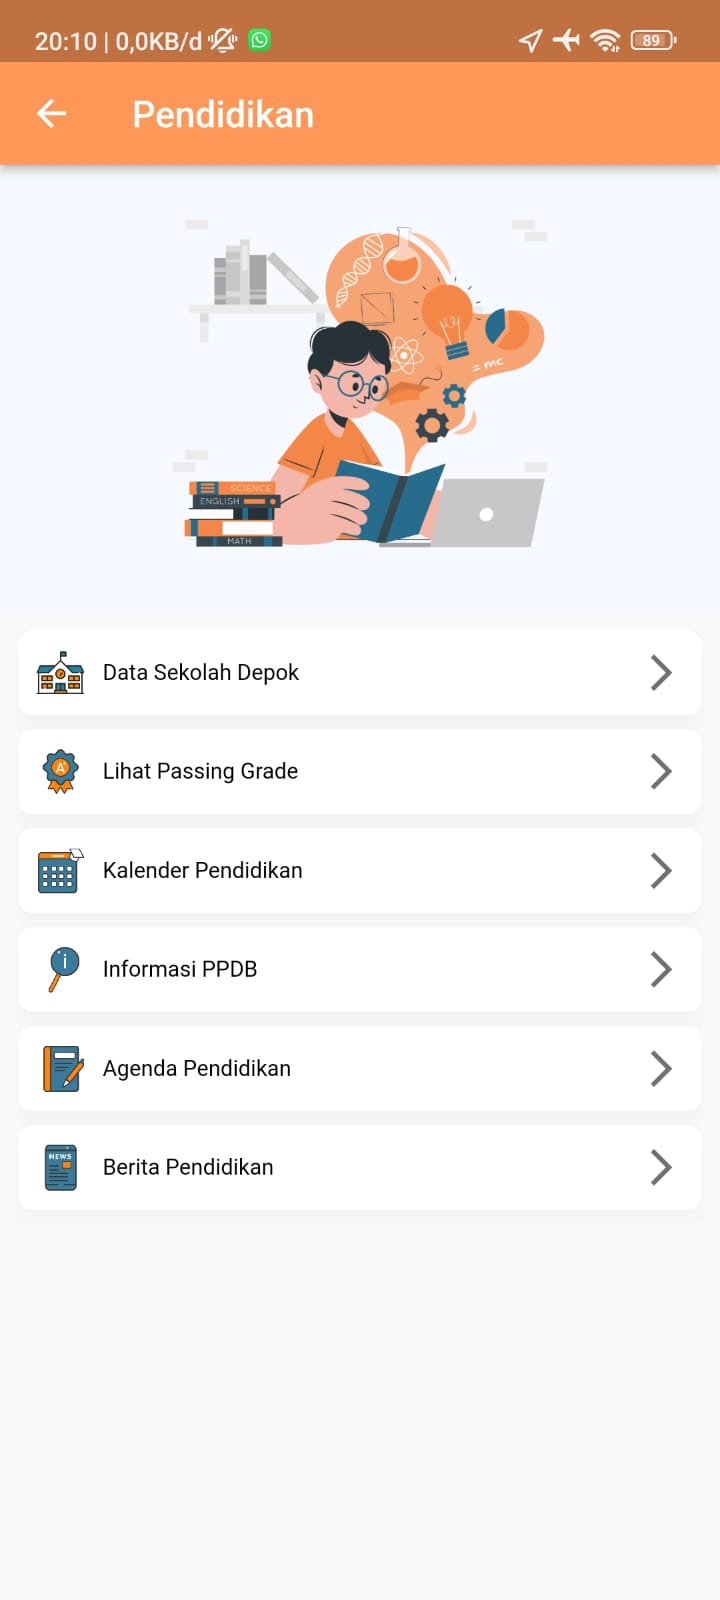 20:10 | 0,0KB/d
89
Pendidikan
= mc
SCIENCE
ENGLISH
MATH
Data Sekolah Depok
A+
Lihat Passing Grade
Kalender Pendidikan
i
Informasi PPDB
Agenda Pendidikan
NEWS
Berita Pendidikan